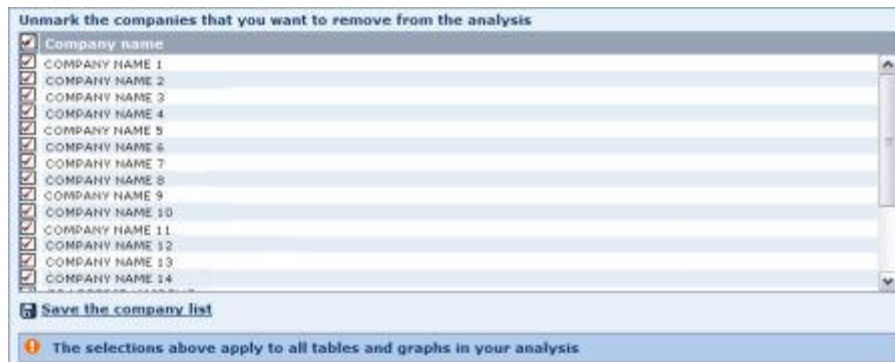 Unmark the companies that you want to remove from the analysis
Company name
COMPANY NAME 1
COMPANY NAME 2
COMPANY NAME 3
COMPANY NAME 4
COMPANY NAME 5
COMPANY NAME 6
COMPANY NAME 7
COMPANY NAME 8
COMPANY NAME 9
COMPANY NAME 10
COMPANY NAME 11
COMPANY NAME 12
COMPANY NAME 13
COMPANY NAME 14
Save the company list
The selections above apply to all tables and graphs in your analysis